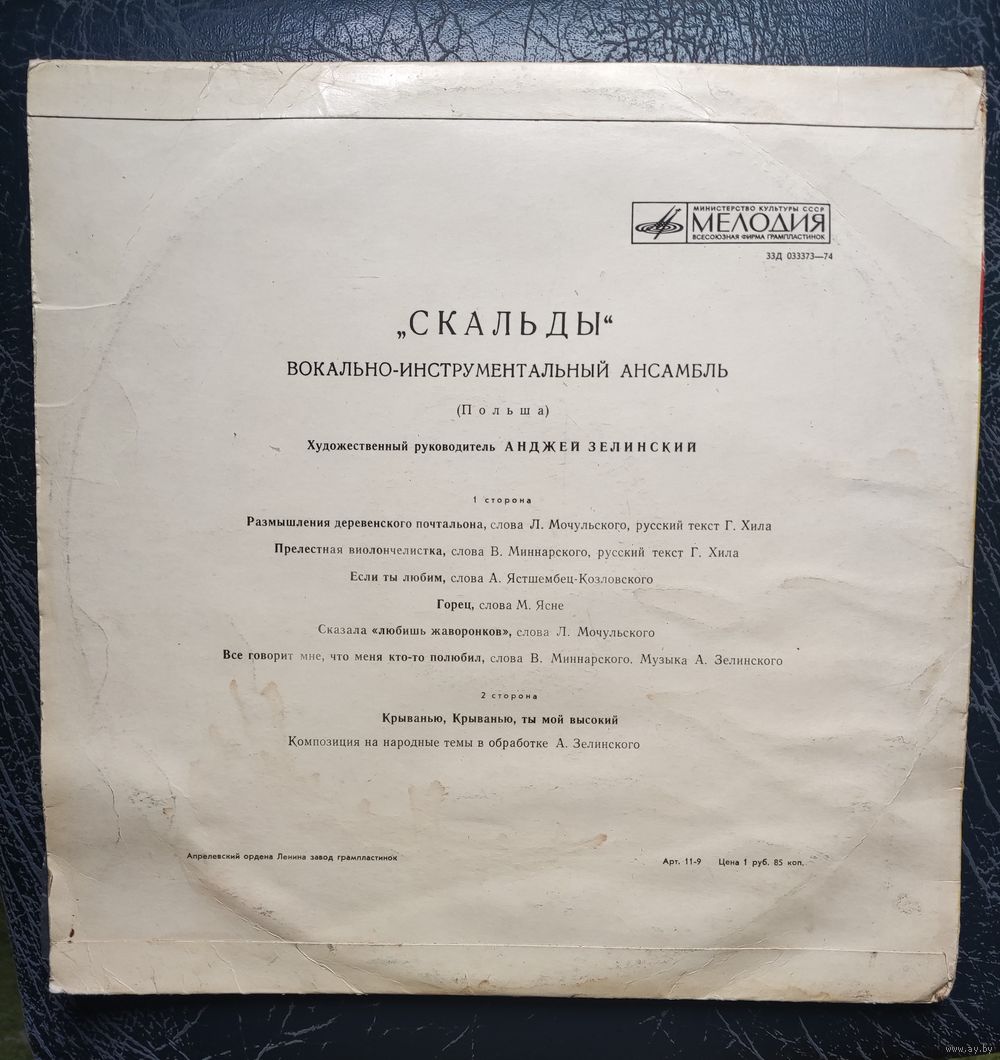 МИНИСТЕРСТВО КУЛЬТУРЫ СССР
МЕЛОДИЯ
ВСЕСОЮЗНАЯ ФИРМА ГРАМПЛАСТИНОК
33Д 033373—74
„СКАЛЬДЫ“
ВОКАЛЬНО-ИНСТРУМЕНТАЛЬНЫЙ АНСАМБЛЬ
(Польша)
Художественный руководитель АНДЖЕЙ ЗЕЛИНСКИЙ
1 сторона
Размышления деревенского почтальона, слова Л. Мочульского, русский текст Г. Хила
Прелестная виолончелистка, слова В. Миннарского, русский текст Г. Хила
Если ты любим, слова А. Ястшембец-Козловского
Горец, слова М. Ясне
Сказала «любишь жаворонков», слова Л. Мочульского
Все говорит мне, что меня кто-то полюбил, слова В. Миннарского. Музыка А. Зелинского
2 сторона
Крыванью, Крыванью, ты мой высокий
Композиция на народные темы в обработке А. Зелинского
Апрелевский ордена Ленина завод грампластинок
Арт. 11-9 Цена 1 руб. 85 коп.
www.ay.by